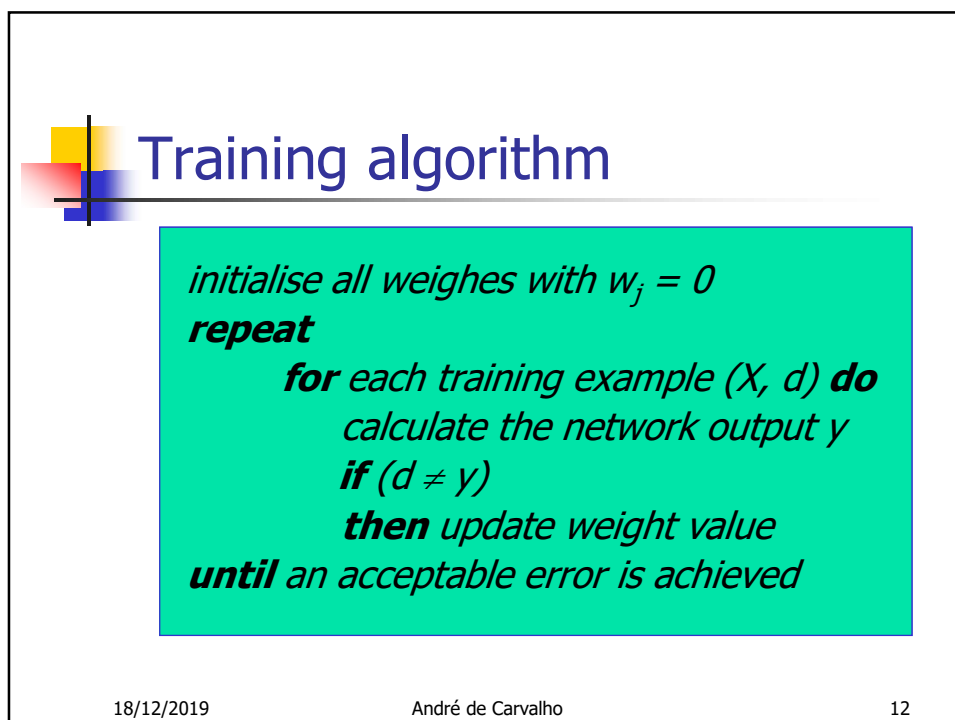 Training algorithm
initialise all weighes with wj = 0
repeat
for each training example (X, d) do
calculate the network output y
if (d ≠ y)
then update weight value
until an acceptable error is achieved
18/12/2019 André de Carvalho 12